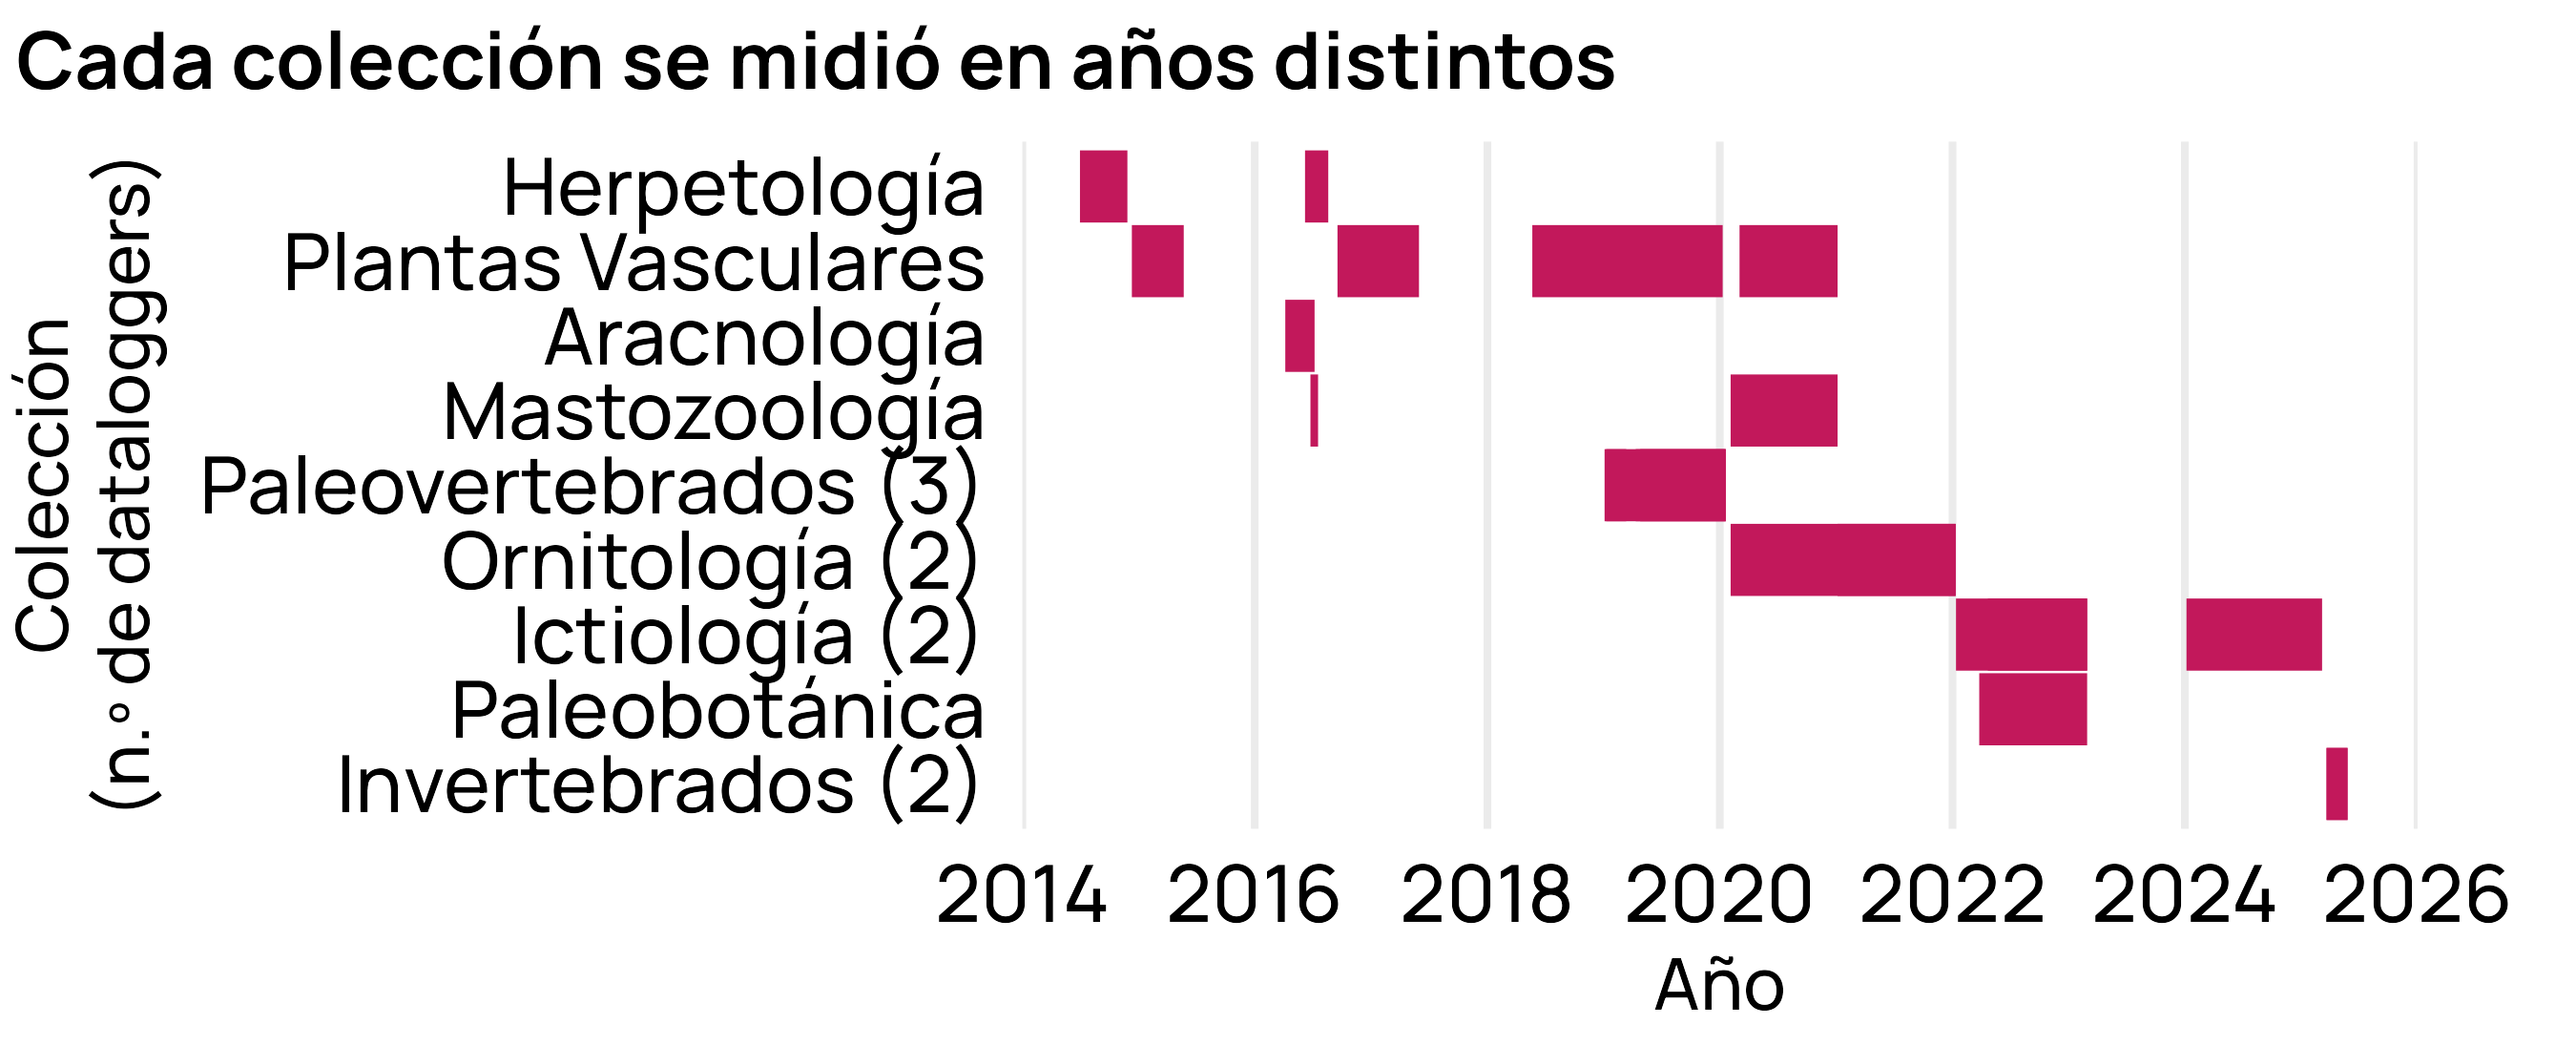 Cada colección se midió en años distintos
Colección
(n.º de dataloggers)
Herpetología
Plantas Vasculares
Aracnología
Mastozoología
Paleovertebrados (3)
Ornitología (2)
Ictiología (2)
Paleobotánica
Invertebrados (2)
2014 2016 2018 2020 2022 2024 2026
Año